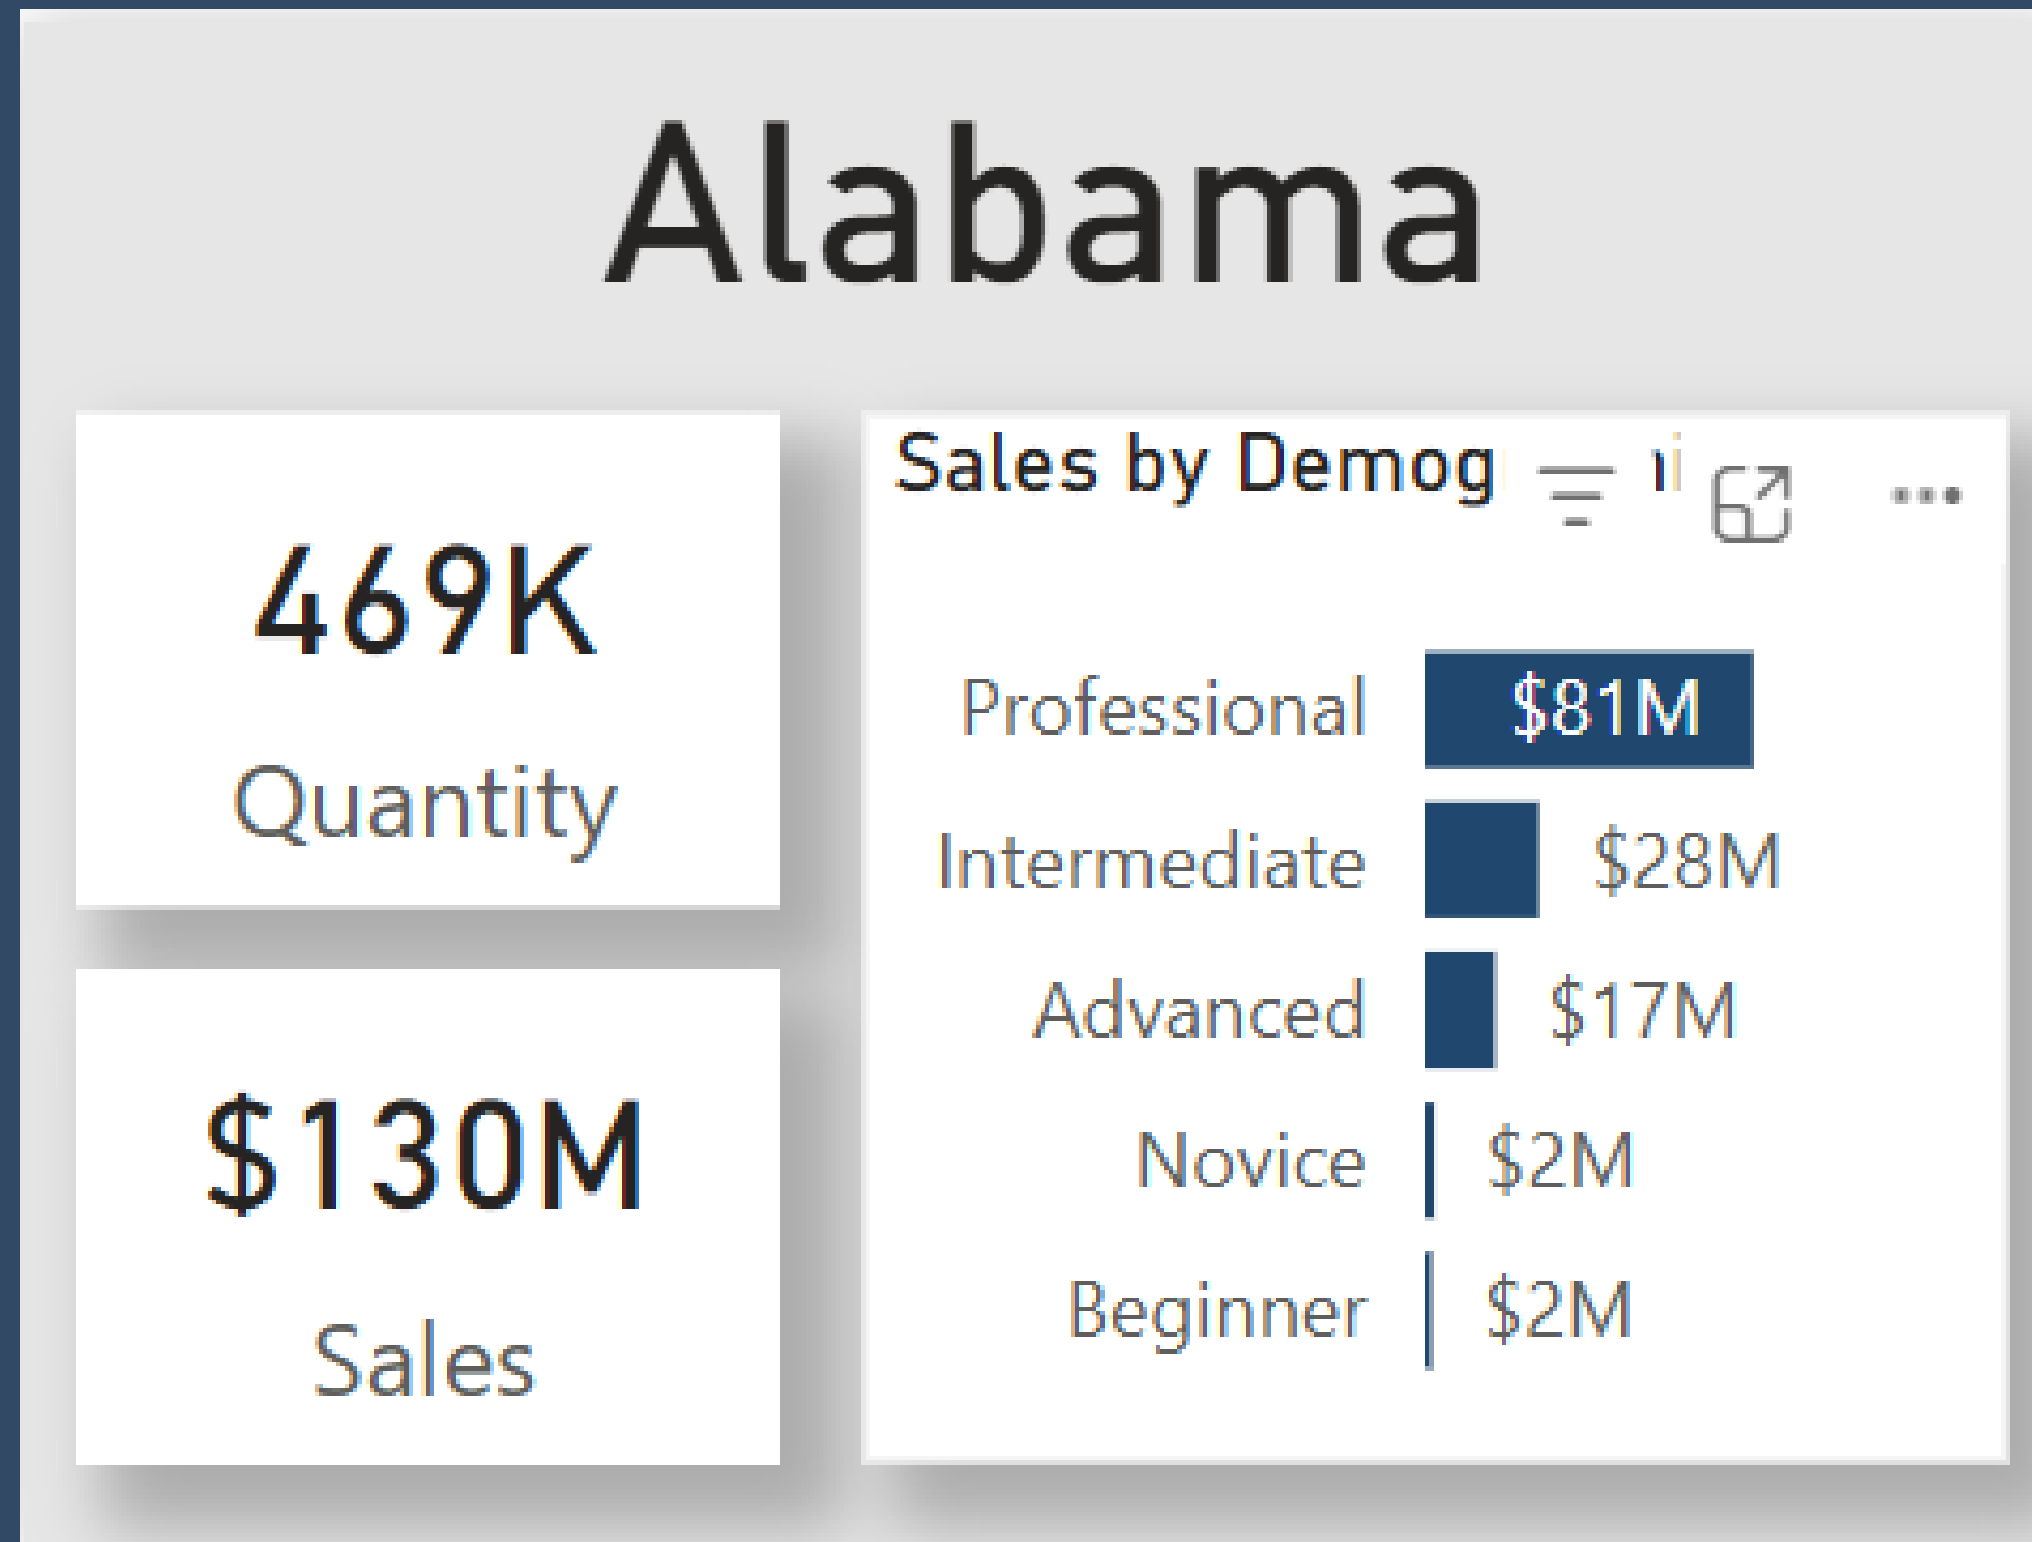 Alabama
469K
Quantity
$130M
Sales
Sales by Demog
Professional $81M
Intermediate $28M
Advanced $17M
Novice $2M
Beginner $2M